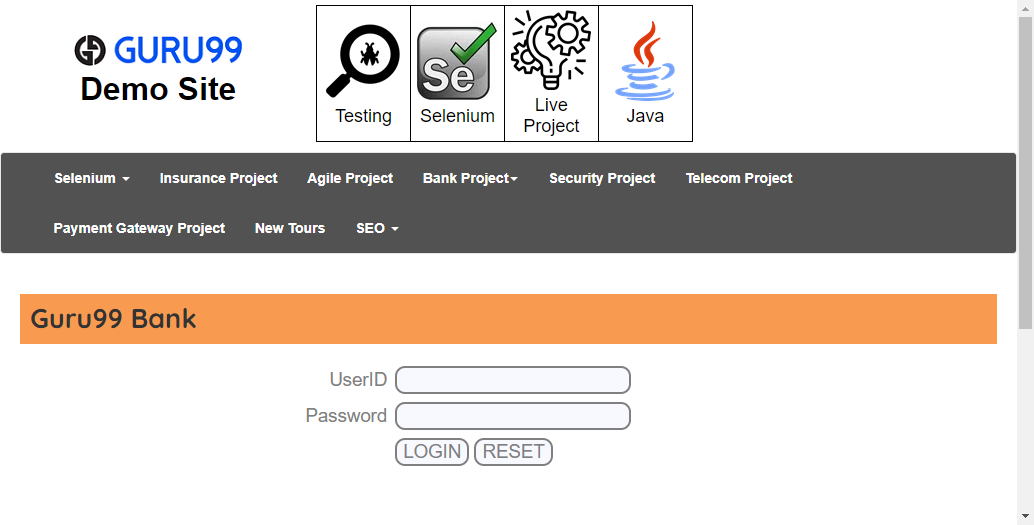 GURU99
Demo Site
Testing
Se
Selenium
Live
Project
Java
Selenium
Insurance Project
Agile Project
Bank Project
Security Project
Telecom Project
Payment Gateway Project
New Tours
SEO
Guru99 Bank
UserID
Password
LOGIN RESET